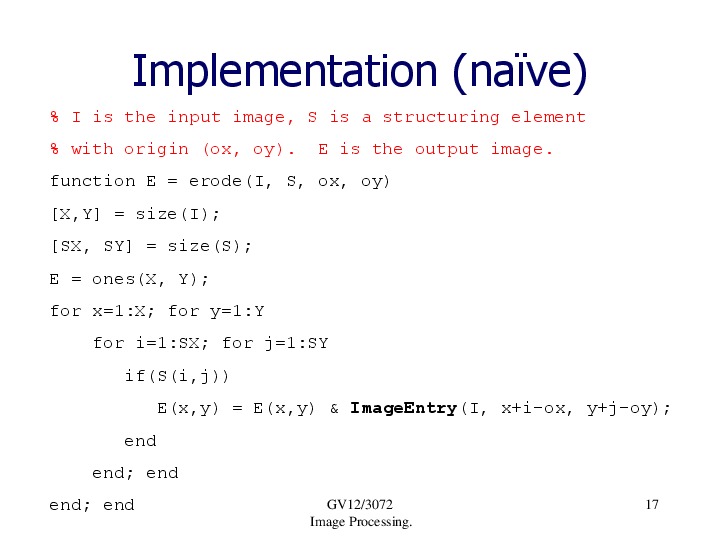 Implementation (naïve)
% I is the input image, S is a structuring element
% with origin (ox, oy).  E is the output image.
function E = erode(I, S, ox, oy)
[X,Y] = size(I);
[SX, SY] = size(S);
E = ones(X, Y);
for x=1:X; for y=1:Y
    for i=1:SX; for j=1:SY
       if(S(i,j))
          E(x,y) = E(x,y) & ImageEntry(I, x+i-ox, y+j-oy);
       end
    end; end
end; end
GV12/3072
Image Processing.
17